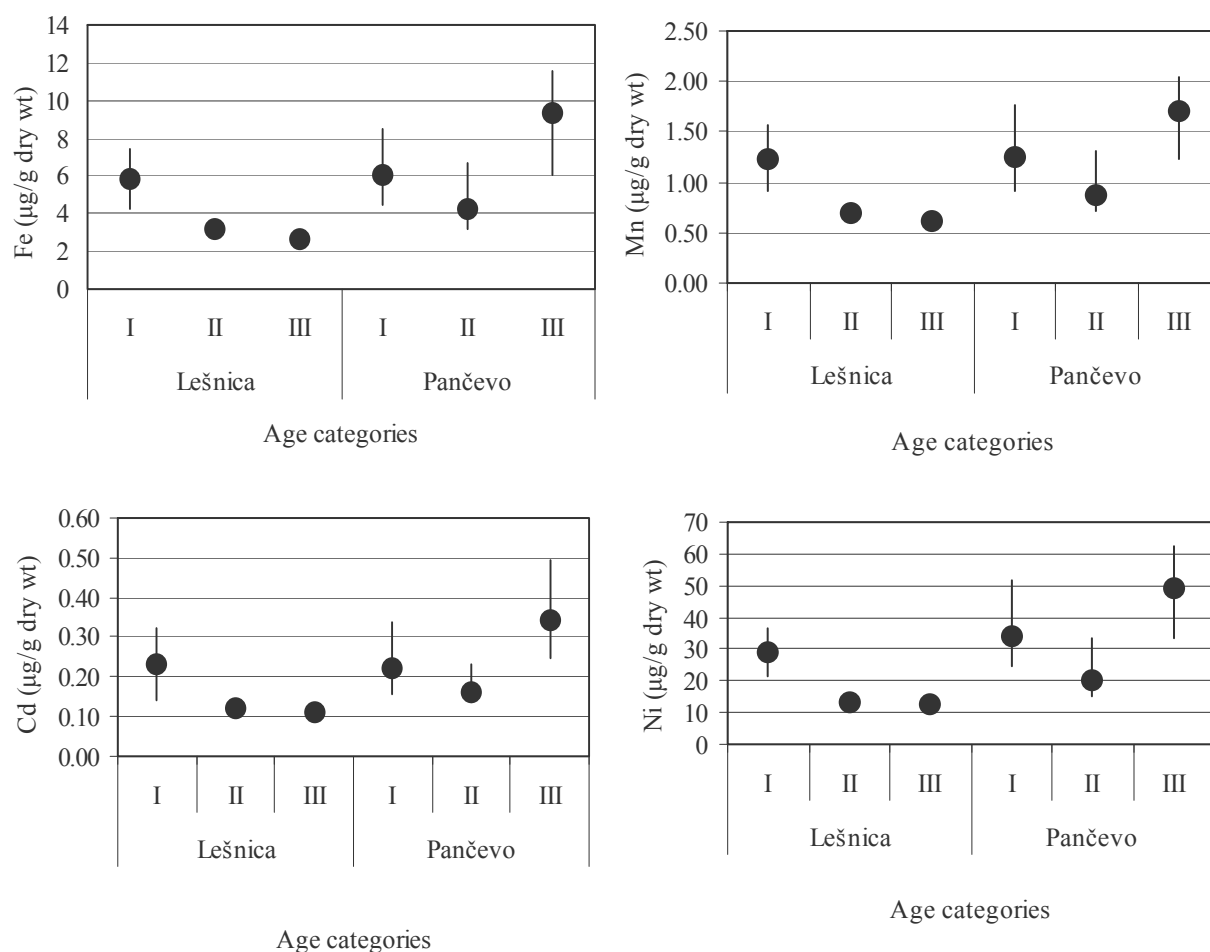 Fe (µg/g dry wt)
14
12
10
8
6
4
2
0
I II III I II III
Lešnica Pančevo
Age categories
Mn (µg/g dry wt)
2.50
2.00
1.50
1.00
0.50
0.00
I II III I II III
Lešnica Pančevo
Age categories
Cd (µg/g dry wt)
0.60
0.50
0.40
0.30
0.20
0.10
0.00
I II III I II III
Lešnica Pančevo
Age categories
Ni (µg/g dry wt)
70
60
50
40
30
20
10
0
I II III I II III
Lešnica Pančevo
Age categories